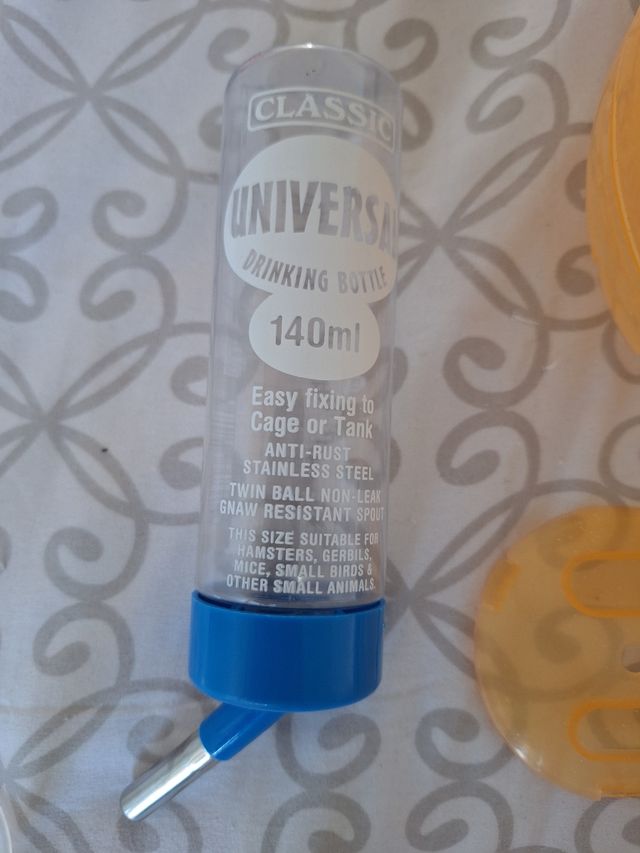 CLASSIC
UNIVERSAL
DRINKING BOTTLE
140ml
Easy fixing to
Cage or Tank
ANTI-RUST
STAINLESS STEEL
TWIN BALL NON-LEAK
GNAW RESISTANT SPOUT
THIS SIZE SUITABLE FOR
HAMSTERS, GERBILS,
MICE, SMALL BIRDS &
OTHER SMALL ANIMALS.